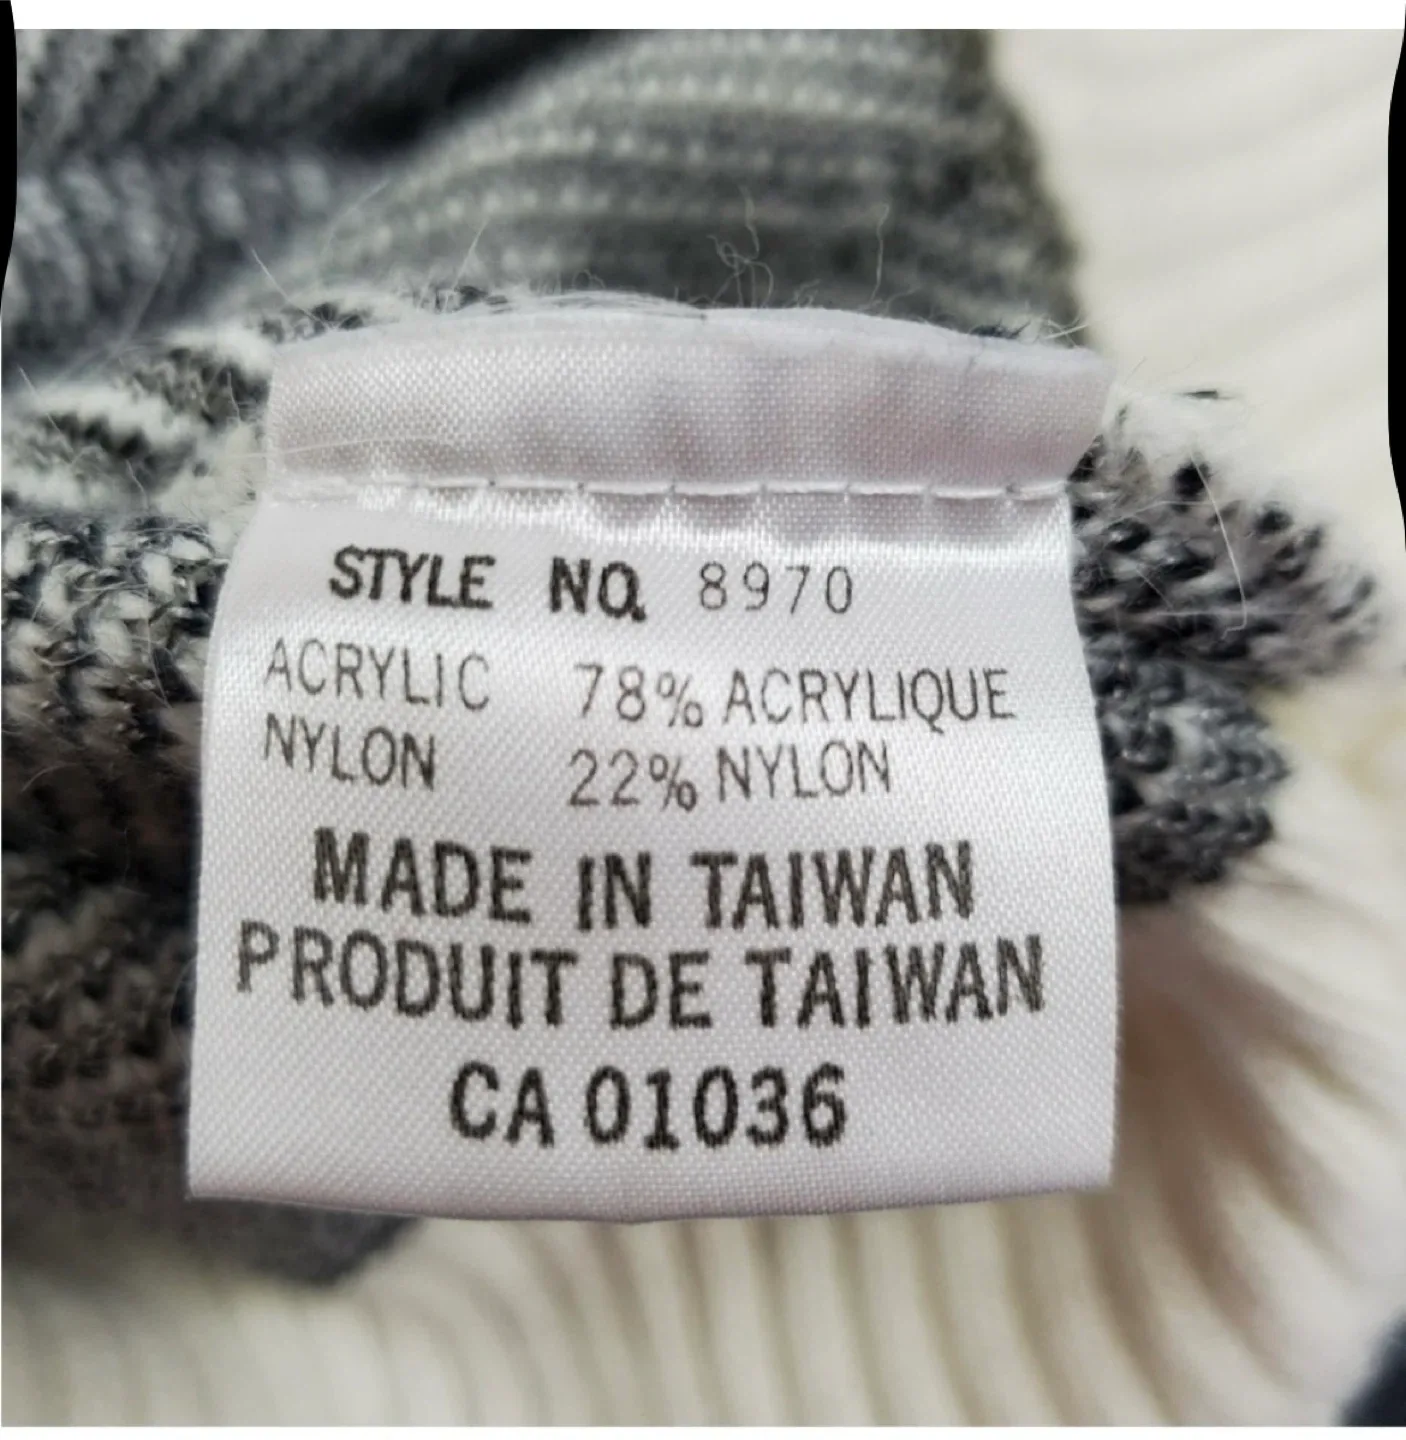 STYLE NO. 8970
ACRYLIC 78% ACRYLIQUE
NYLON 22% NYLON
MADE IN TAIWAN
PRODUIT DE TAIWAN
CA 01036